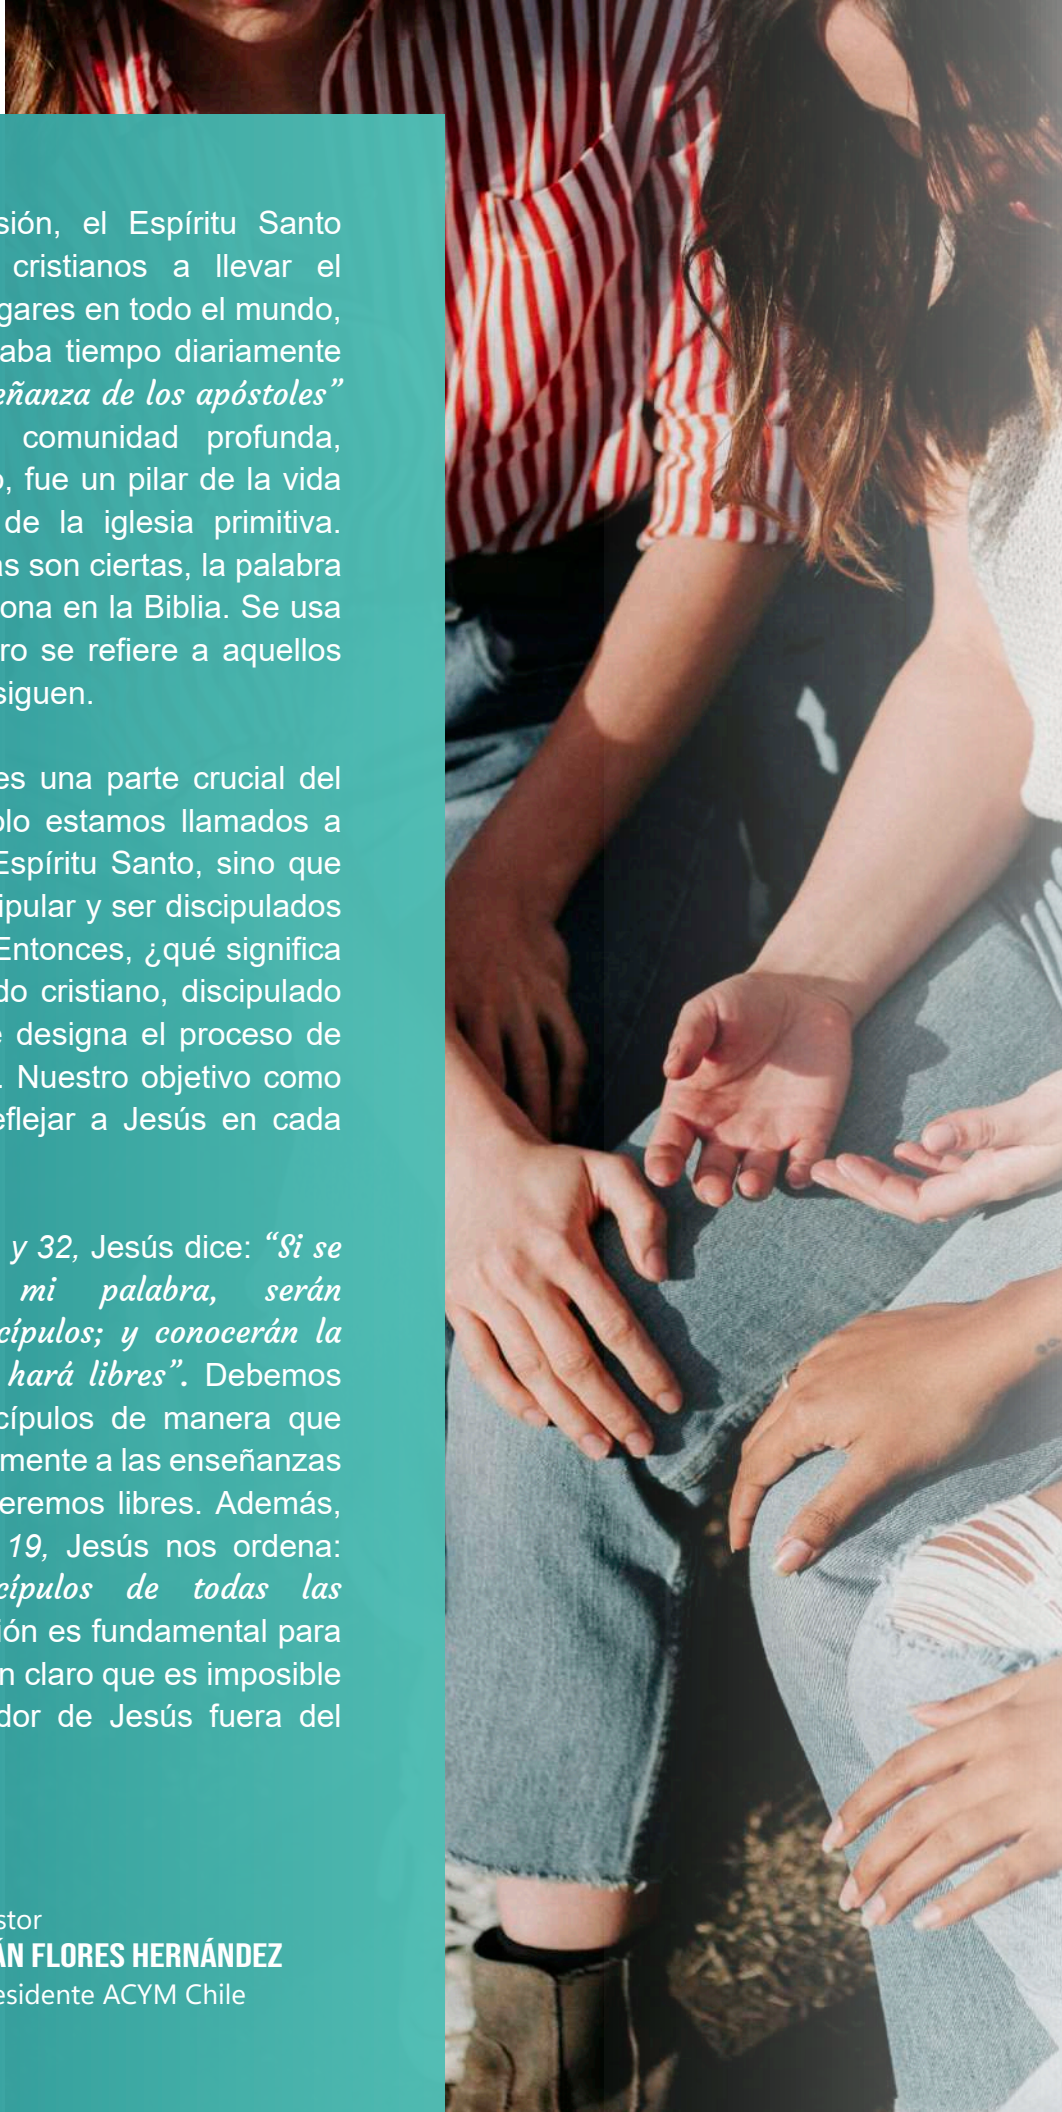 sión, el Espíritu Santo
cristianos a llevar el
gares en todo el mundo,
aba tiempo diariamente
eñanza de los apóstoles”
comunidad profunda,
o, fue un pilar de la vida
de la iglesia primitiva.
as son ciertas, la palabra
ona en la Biblia. Se usa
ro se refiere a aquellos
siguen.
es una parte crucial del
olo estamos llamados a
Espíritu Santo, sino que
ipular y ser discipulados
Entonces, ¿qué significa
do cristiano, discipulado
e designa el proceso de
. Nuestro objetivo como
eflejar a Jesús en cada
y 32, Jesús dice: “Si se
mi palabra, serán
cípulos; y conocerán la
hará libres”. Debemos
cípulos de manera que
mente a las enseñanzas
eremos libres. Además,
19, Jesús nos ordena:
cípulos de todas las
ión es fundamental para
n claro que es imposible
dor de Jesús fuera del
stor
ÁN FLORES HERNÁNDEZ
esidente ACYM Chile